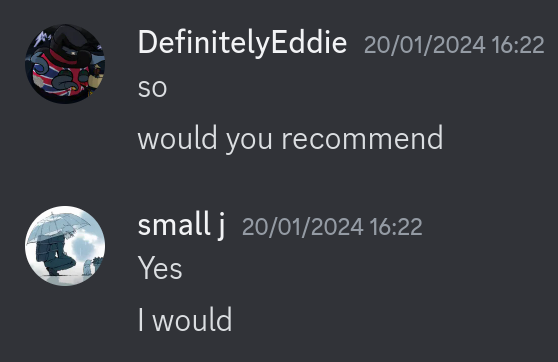 DefinitelyEddie 20/01/2024 16:22
so
would you recommend
small j 20/01/2024 16:22
Yes
I would